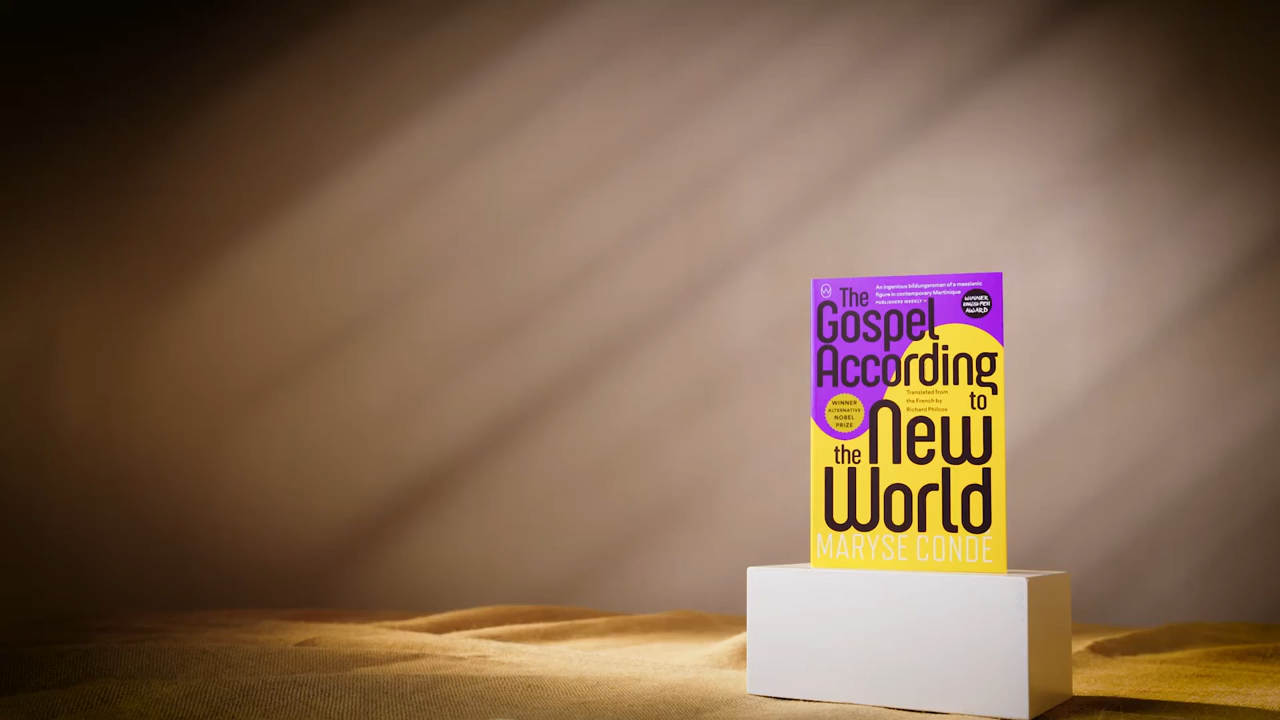 An ingenious bildungsroman of a messianic
figure in contemporary Martinique
PUBLISHERS WEEKLY
The
Gospel
According
to
the New
World
WINNER
ENGLISH PEN
AWARD
Translated from
the French by
Richard Philcox
WINNER
ALTERNATIVE
NOBEL
PRIZE
MARYSE CONDÉ